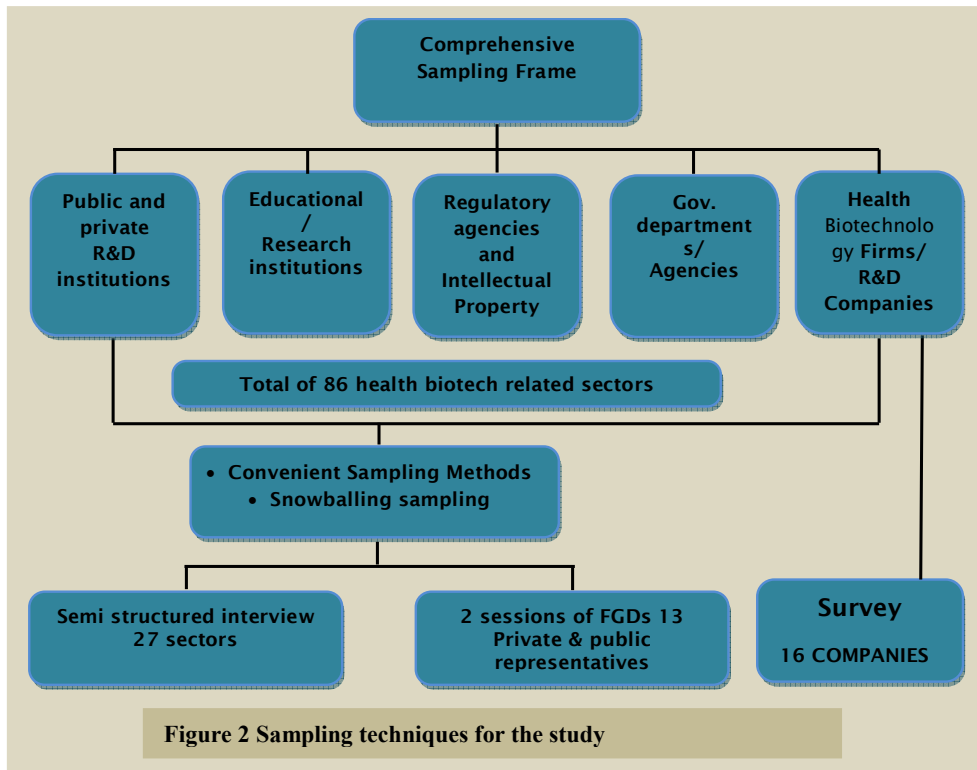 Comprehensive
Sampling Frame
Public and
private
R&D
institutions
Educational
/
Research
institutions
Regulatory
agencies
and
Intellectual
Property
Gov.
department
s/
Agencies
Health
Biotechnolo
gy Firms/
R&D
Companies
Total of 86 health biotech related sectors
• Convenient Sampling Methods
• Snowballing sampling
Semi structured interview
27 sectors
2 sessions of FGDs 13
Private & public
representatives
Survey
16 COMPANIES
Figure 2 Sampling techniques for the study